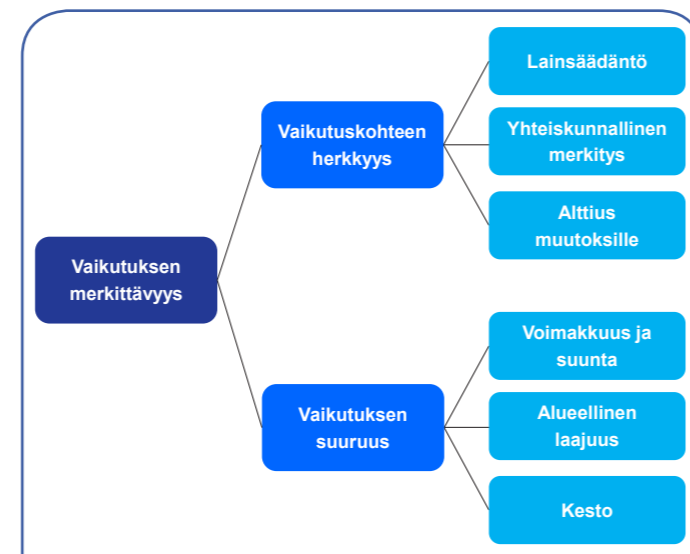 Vaikutuksen
merkittävyys
Vaikutuskohteen
herkkyys
Lainsäädäntö
Yhteiskunnallinen
merkitys
Alttius
muutoksille
Vaikutuksen
suuruus
Voimakkuus ja
suunta
Alueellinen
laajuus
Kesto